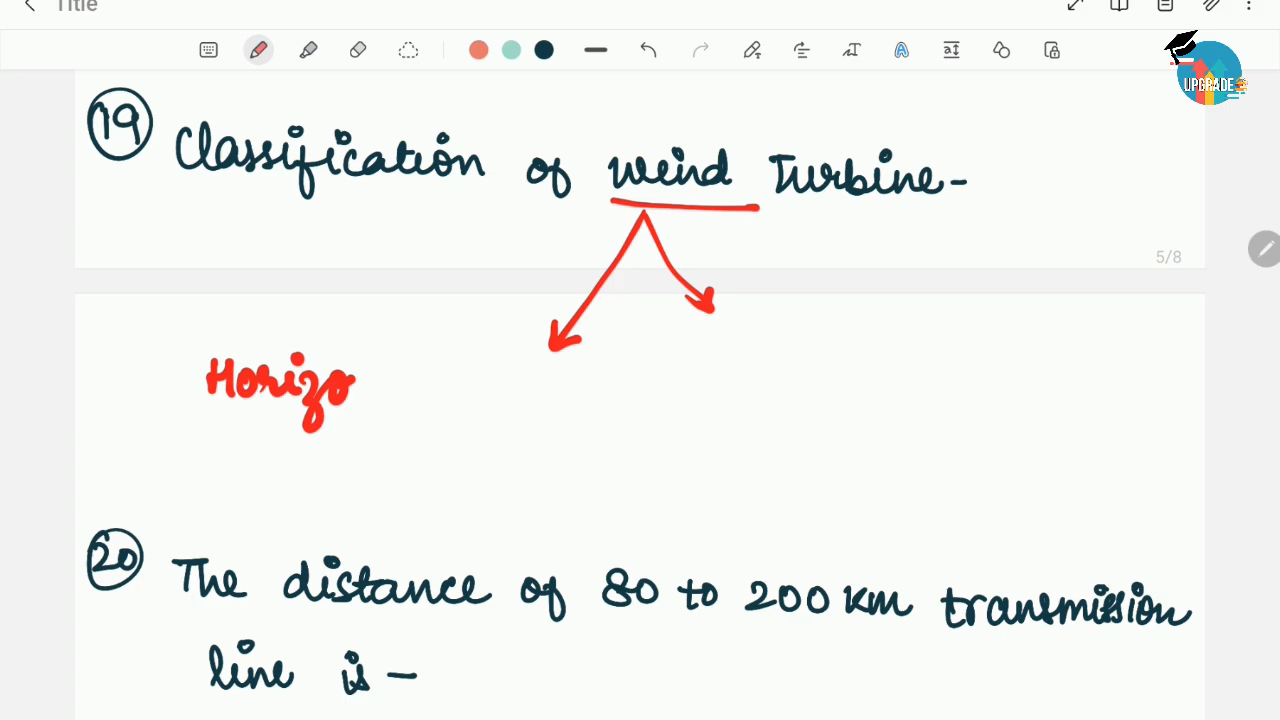 Title
UPGRADE
19 Classification of Weind Turbine-
5/8
Horizo
20 The distance of 80 to 200 km transmission
line is -